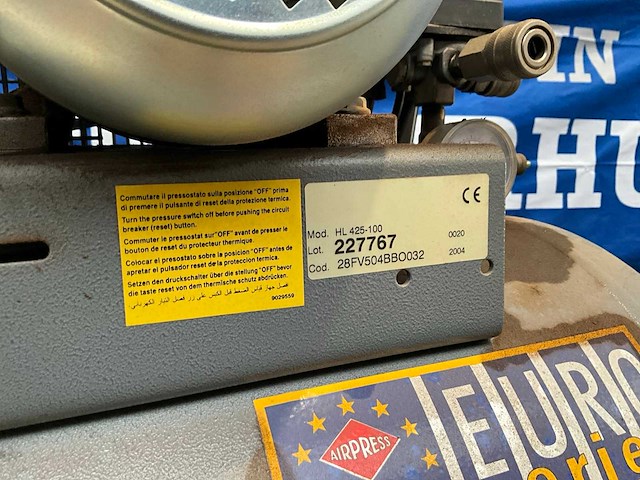 IN
RHU
Commutare il pressostato sulla posizione "OFF" prima
di premere il pulsante di reset della protezione termica.
Turn the pressure switch off before pushing the circuit
breaker (reset) button.
Commuter le pressostat sur"OFF" avant de presser le
bouton de reset du protecteur thermique.
Colocar el presostato sobre la posicion "OFF" antes de
apretar el pulsador reset de la proteccion termica.
Setzen den druckschalter über die stellung "OFF" bevor
die taste reset von dem thermische schutz abdrücken.
9029559
CE
Mod. HL 425-100
Lot. 227767 0020
Cod. 28FV504BBO032 2004
AIRPRESS
EURO
erie